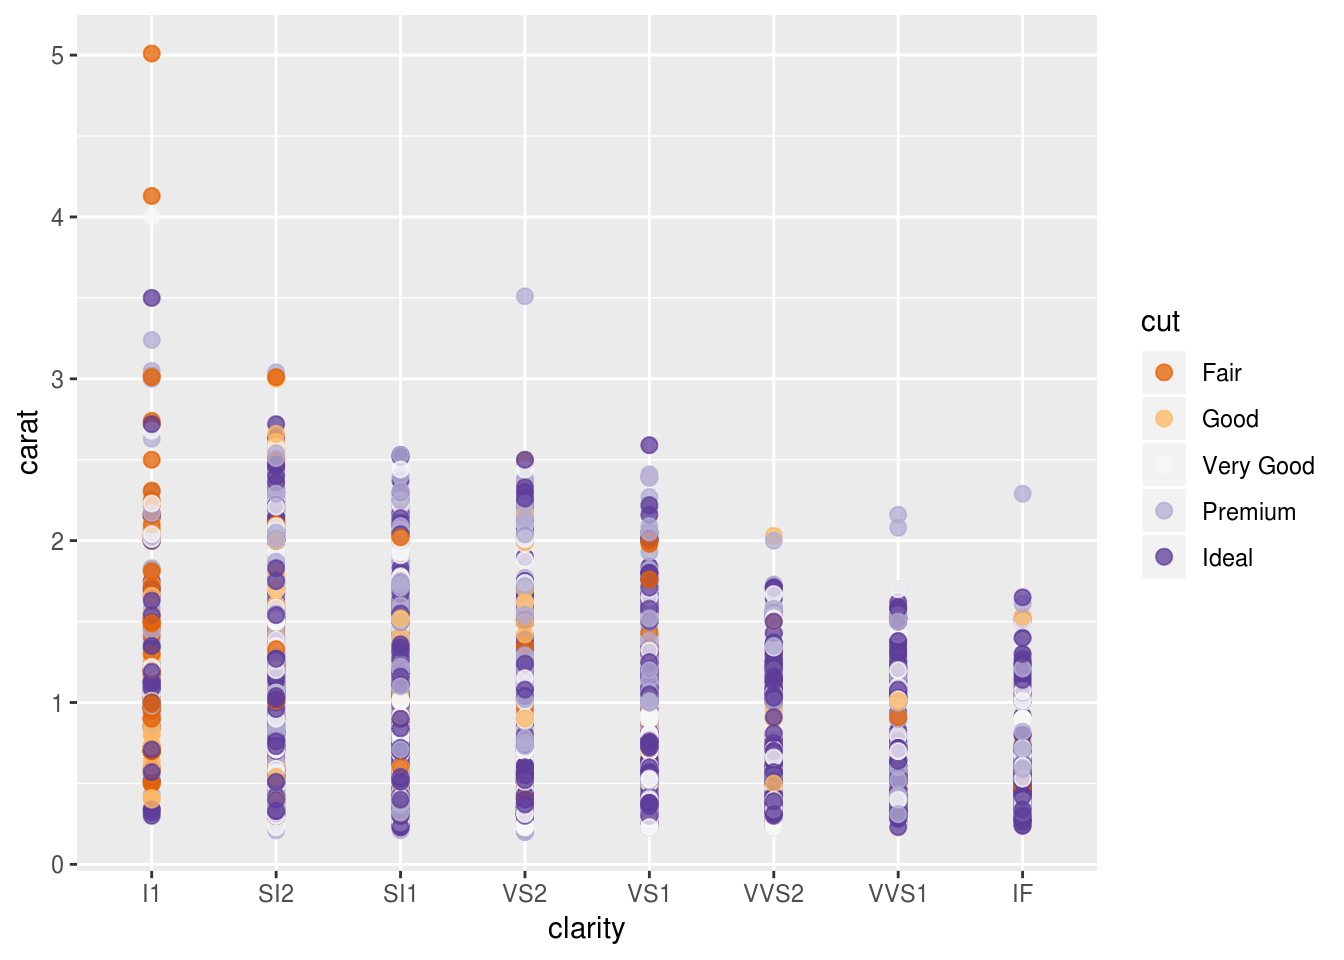 5
4
3
2
1
0
carat
I1 SI2 SI1 VS2 VS1 VVS2 VVS1 IF
clarity
cut
Fair
Good
Very Good
Premium
Ideal